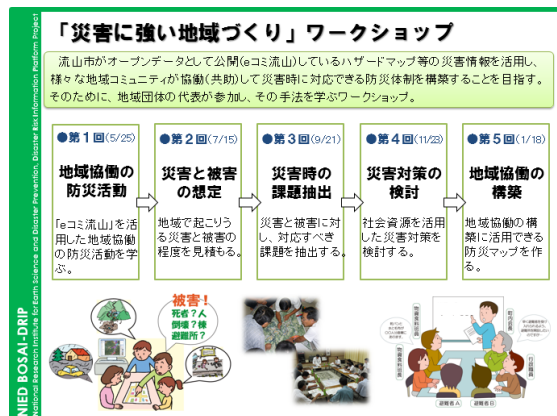 「災害に強い地域づくり」ワークショップ
流山市がオープンデータとして公開(eコミ流山)しているハザードマップ等の災害情報を活用し、
様々な地域コミュニティが協働(共助)して災害時に対応できる防災体制を構築することを目指す。
そのために、地域団体の代表が参加し、その手法を学ぶワークショップ。
●第1回(5/25)
地域協働の
防災活動
「eコミ流山」を活
用した地域協働
の防災活動を学
ぶ。
●第2回(7/15)
災害と被害
の想定
地域で起こりう
る災害と被害の
程度を見積もる。
●第3回(9/21)
災害時の
課題抽出
災害と被害に対
し、対応すべき
課題を抽出する。
●第4回(11/23)
災害対策の
検討
社会資源を活用
した災害対策を
検討する。
●第5回(1/18)
地域協働の
構築
地域協働の構
築に活用できる
防災マップを作
る。
被害!
死者?人
倒壊?棟
避難所?
町内会長
行政職員
避難者A
避難者B
NIED BOSAI-DRIP
National Research Institute for Earth Science and Disaster Prevention, Disaster Risk Information Platform Project